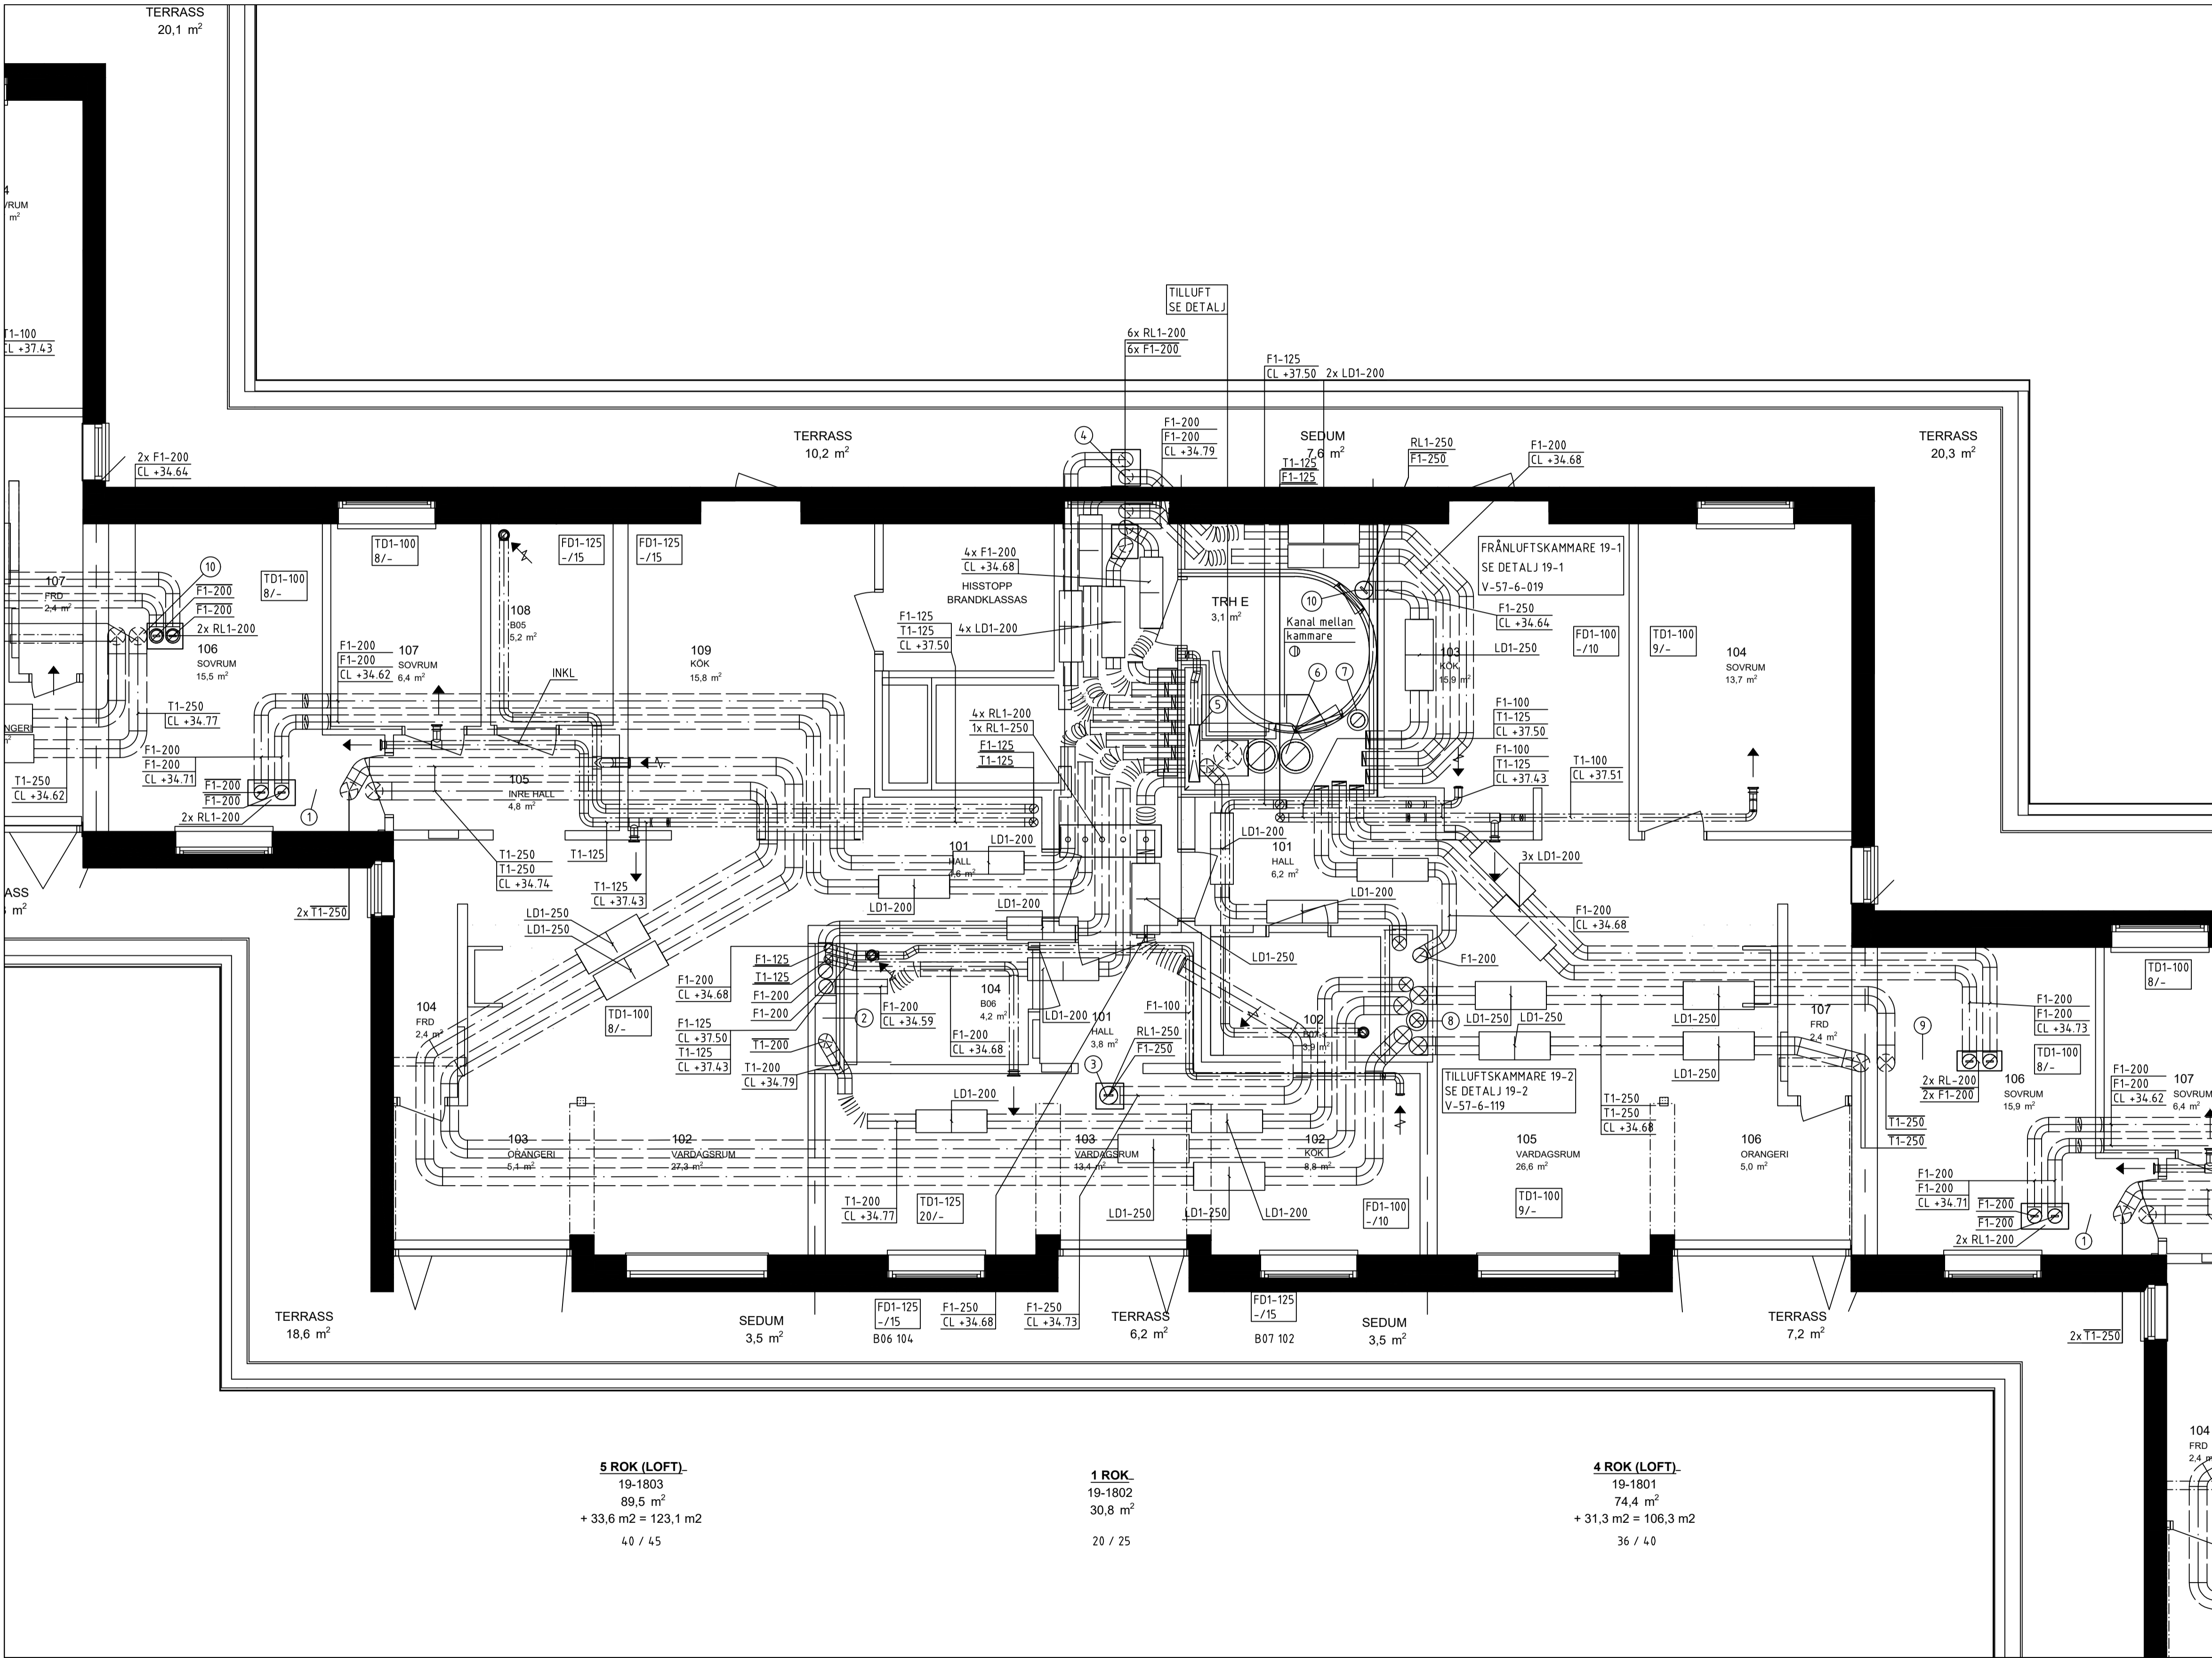 TERRASS
20,1 m²
4
/RUM
m²
T1-100
CL +37.43
2x F1-200
CL +34.64
TERRASS
10,2 m²
TILLUFT
SE DETALJ
6x RL1-200
6x F1-200
F1-125
CL +37.50
2x LD1-200
4
F1-200
F1-200
CL +34.79
SEDUM
7,6 m²
T1-125
F1-125
RL1-250
F1-250
F1-200
CL +34.68
TERRASS
20,3 m²
107
FRD
2,4 m²
10
F1-200
F1-200
2x RL1-200
TD1-100
8/-
106
SOVRUM
15,5 m²
TD1-100
8/-
F1-200
F1-200
CL +34.62
107
SOVRUM
6,4 m²
108
B05
5,2 m²
FD1-125
-/15
FD1-125
-/15
INKL
109
KÖK
15,8 m²
4x F1-200
CL +34.68
HISSTOPP
BRANDKLASSAS
F1-125
T1-125
CL +37.50
4x LD1-200
TRH E
3,1 m²
Kanal mellan
kammare
10
6
7
5
FRÅNLUFTSKAMMARE 19-1
SE DETALJ 19-1
V-57-6-019
F1-250
CL +34.64
FD1-100
-/10
TD1-100
9/-
LD1-250
103
KÖK
15,9 m²
104
SOVRUM
13,7 m²
T1-250
CL +34.77
T1-250
CL +34.62
F1-200
F1-200
CL +34.71
F1-200
F1-200
2x RL1-200
1
105
INRE HALL
4,8 m²
4x RL1-200
1x RL1-250
F1-125
T1-125
F1-100
T1-125
CL +37.50
F1-100
T1-125
CL +37.43
T1-100
CL +37.51
T1-250
T1-250
CL +34.74
T1-125
T1-125
CL +37.43
2x T1-250
101
HALL
LD1-200
LD1-200
LD1-200
LD1-200
101
HALL
6,2 m²
LD1-200
3x LD1-200
F1-200
CL +34.68
LD1-250
LD1-250
F1-200
CL +34.68
F1-125
T1-125
F1-200
F1-200
LD1-250
F1-200
104
FRD
2,4 m²
TD1-100
8/-
F1-125
CL +37.50
T1-125
CL +37.43
T1-200
T1-200
CL +34.79
2
F1-200
CL +34.59
104
B06
4,2 m²
F1-200
CL +34.68
LD1-200
101
HALL
3,8 m²
F1-100
RL1-250
F1-250
3
102
8
LD1-250
LD1-250
LD1-250
LD1-250
TILLUFTSKAMMARE 19-2
SE DETALJ 19-2
V-57-6-119
107
FRD
2,4 m²
9
T1-250
T1-250
CL +34.68
TD1-100
8/-
F1-200
F1-200
CL +34.73
TD1-100
8/-
2x RL-200
2x F1-200
106
SOVRUM
15,9 m²
F1-200
F1-200
CL +34.62
107
SOVRUM
6,4 m²
T1-250
T1-250
LD1-200
103
ORANGERI
5,1 m²
102
VARDAGSRUM
27,3 m²
103
VARDAGSRUM
13,4 m²
102
KÖK
8,8 m²
105
VARDAGSRUM
26,6 m²
106
ORANGERI
5,0 m²
T1-200
CL +34.77
TD1-125
20/-
LD1-250
LD1-250
LD1-200
FD1-100
-/10
TD1-100
9/-
F1-200
F1-200
CL +34.71
F1-200
F1-200
2x RL1-200
1
TERRASS
18,6 m²
SEDUM
3,5 m²
FD1-125
-/15
B06 104
F1-250
CL +34.68
F1-250
CL +34.73
TERRASS
6,2 m²
FD1-125
-/15
B07 102
SEDUM
3,5 m²
TERRASS
7,2 m²
2x T1-250
5 ROK (LOFT)
19-1803
89,5 m²
+ 33,6 m2 = 123,1 m2
40 / 45
1 ROK
19-1802
30,8 m²
20 / 25
4 ROK (LOFT)
19-1801
74,4 m²
+ 31,3 m2 = 106,3 m2
36 / 40
104
FRD